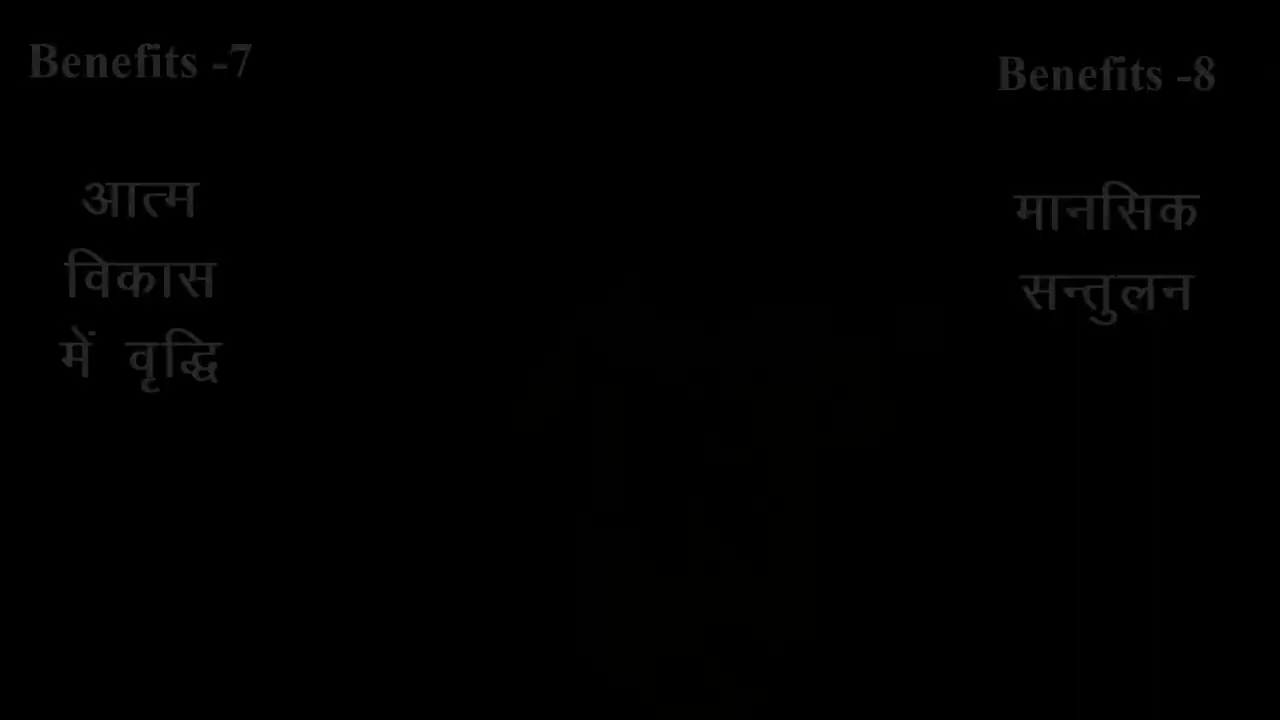 Benefits -7
आत्म
विकास
में वृद्धि
Benefits -8
मानसिक
सन्तुलन